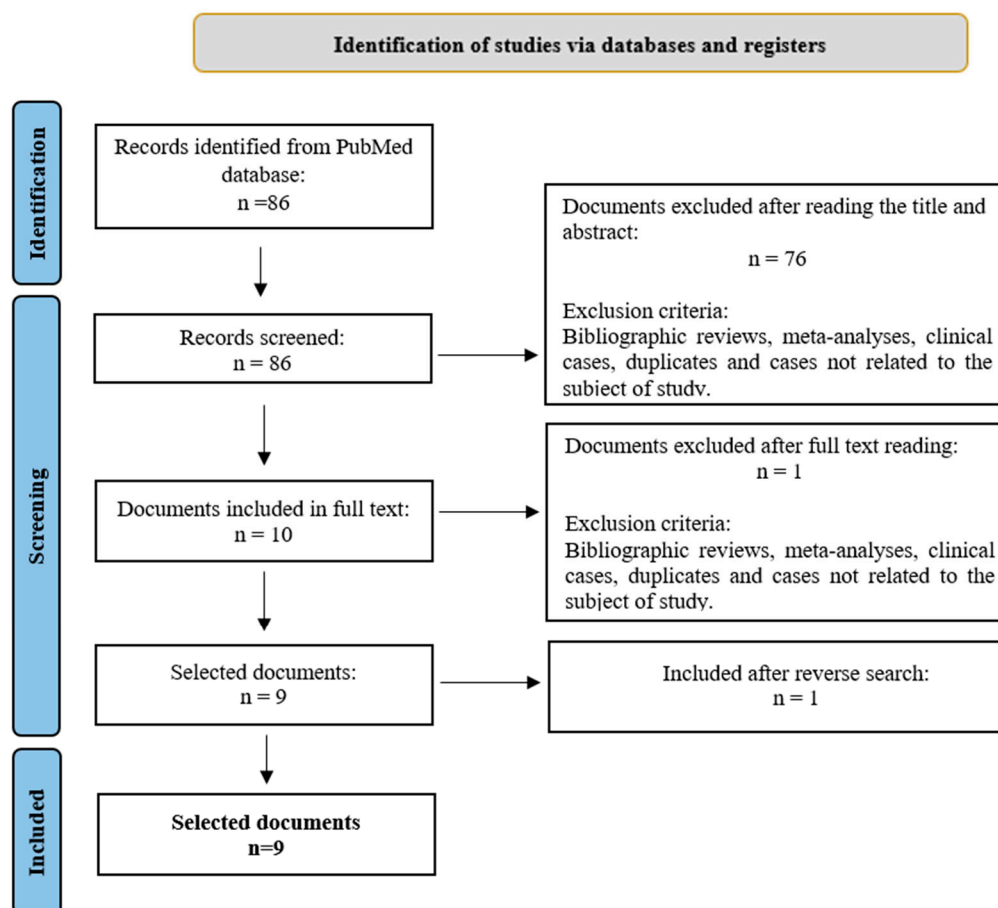 Identification of studies via databases and registers
Identification
Records identified from PubMed
database:
n =86
Documents excluded after reading the title and
abstract:
n = 76
Exclusion criteria:
Bibliographic reviews, meta-analyses, clinical
cases, duplicates and cases not related to the
subject of study.
Screening
Records screened:
n = 86
Documents included in full text:
n = 10
Documents excluded after full text reading:
n = 1
Exclusion criteria:
Bibliographic reviews, meta-analyses, clinical
cases, duplicates and cases not related to the
subject of study.
Selected documents:
n = 9
Included after reverse search:
n = 1
Included
Selected documents
n=9